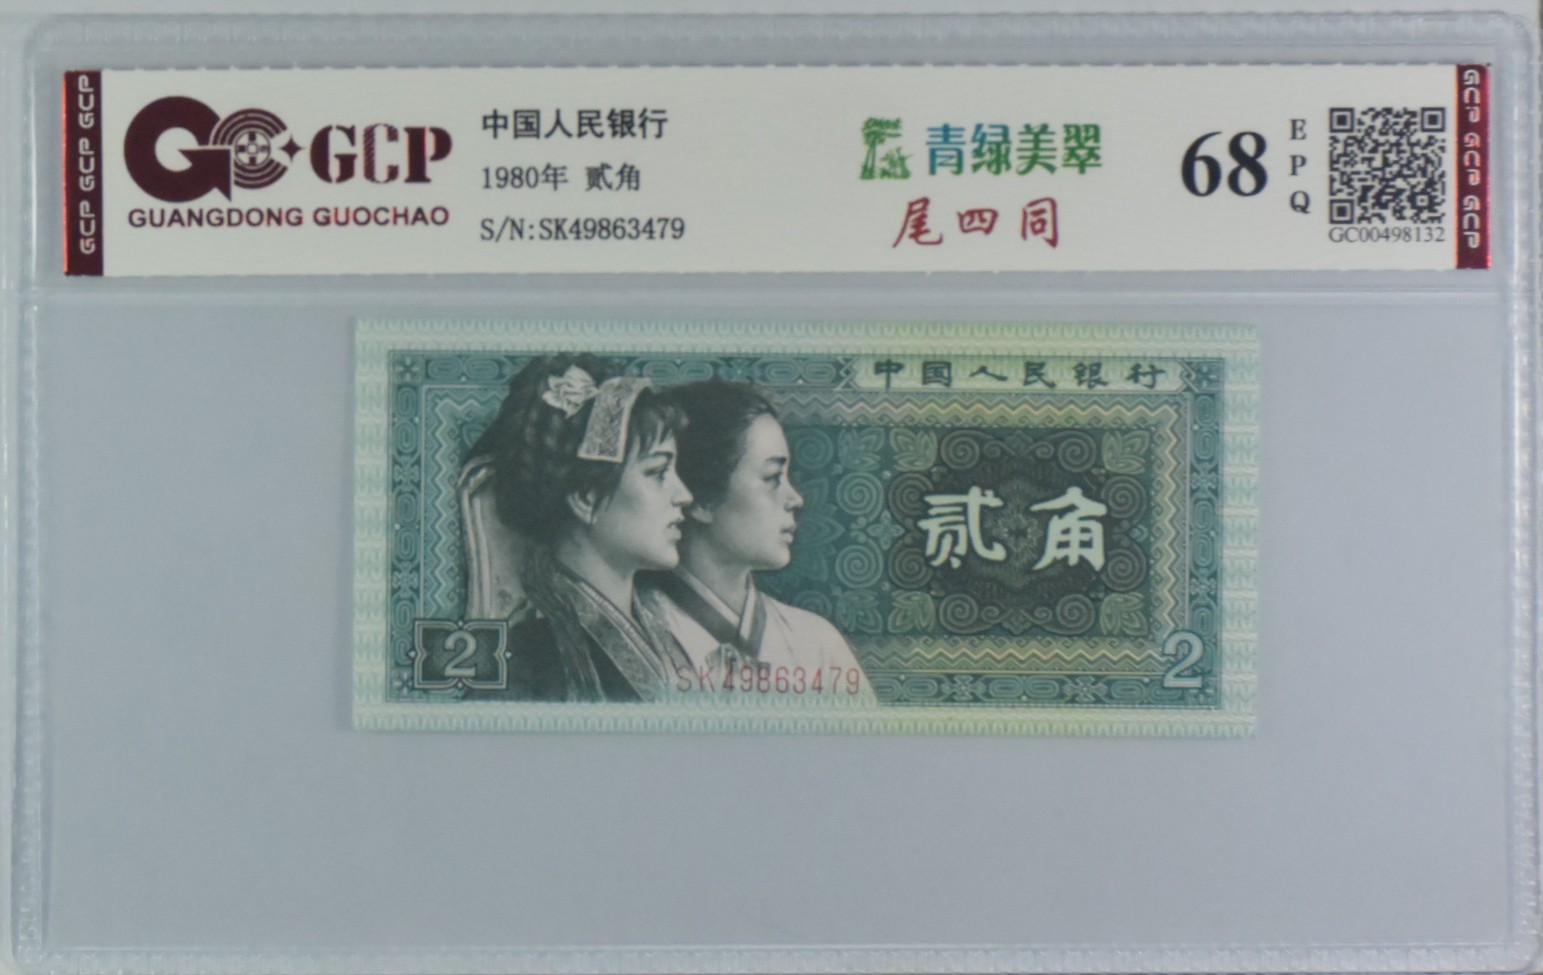 GCP GCP GCP
GCP
GUANGDONG GUOCHAO
中国人民银行
1980年 贰角
S/N:SK49863479
青绿美翠
尾四同
68
EPQ
GC00498132
GCP GCP GCP
中国人民银行
贰角
2
SK49863479
2